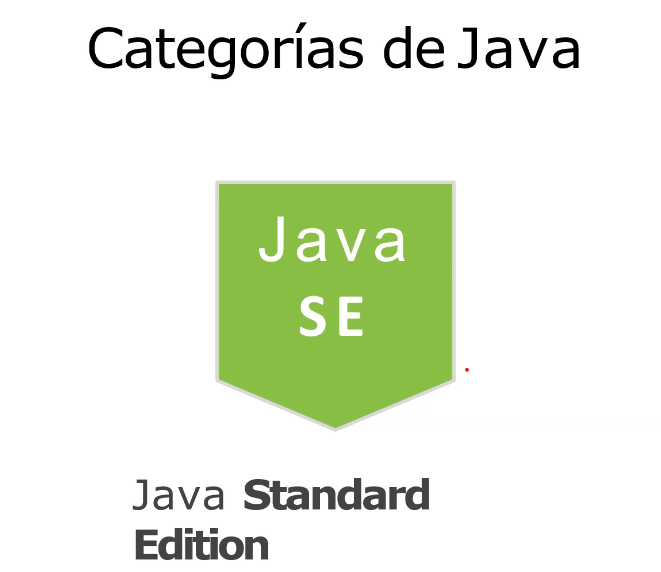 Categorías de Java
Java
SE
Java Standard
Edition